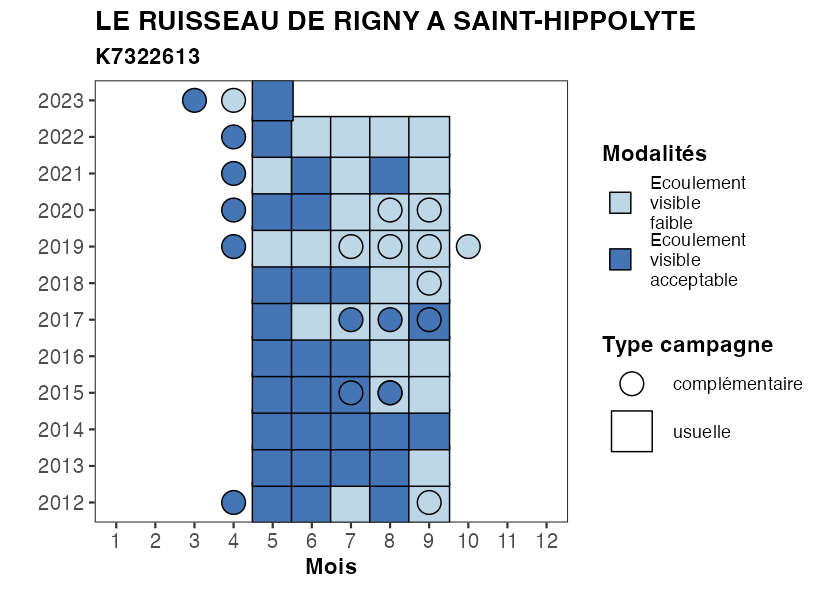 LE RUISSEAU DE RIGNY A SAINT-HIPPOLYTE
K7322613
2023
2022
2021
2020
2019
2018
2017
2016
2015
2014
2013
2012
1 2 3 4 5 6 7 8 9 10 11 12
Mois
Modalités
Ecoulement
visible
faible
Ecoulement
visible
acceptable
Type campagne
complémentaire
usuelle